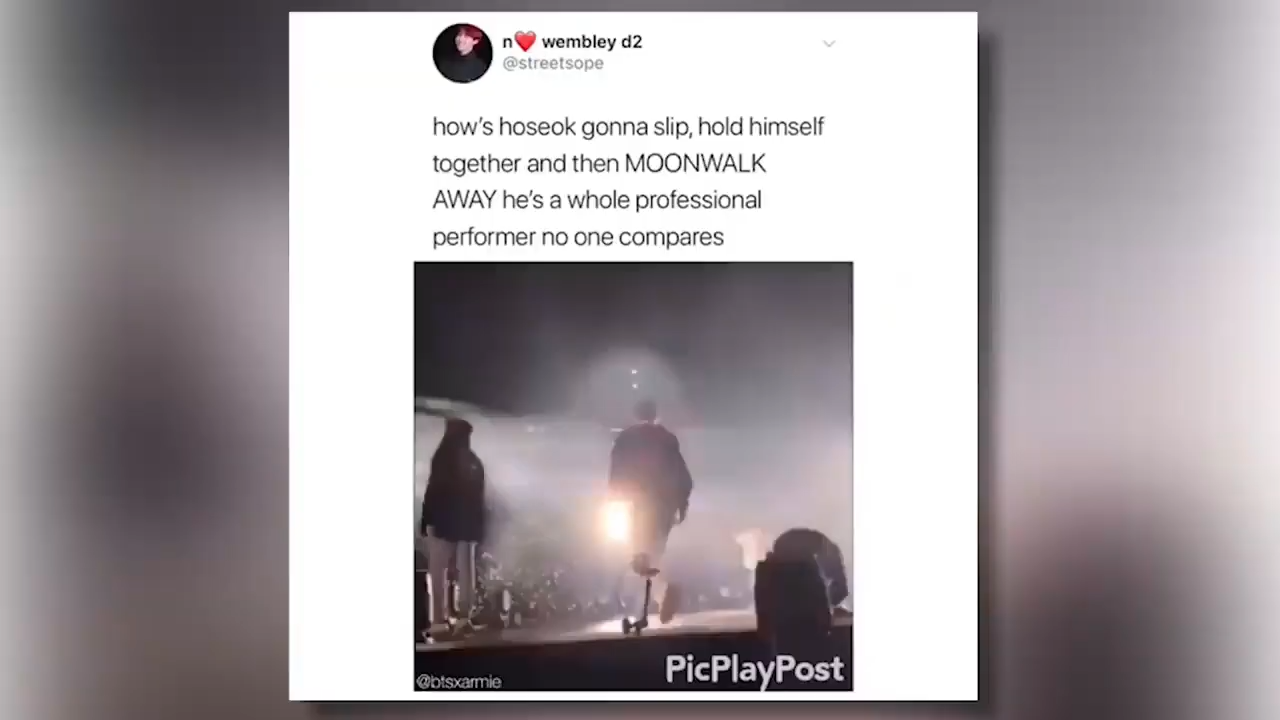 n❤️ wembley d2
@streetsope
how's hoseok gonna slip, hold himself
together and then MOONWALK
AWAY he's a whole professional
performer no one compares
@btsxarmie
PicPlayPost